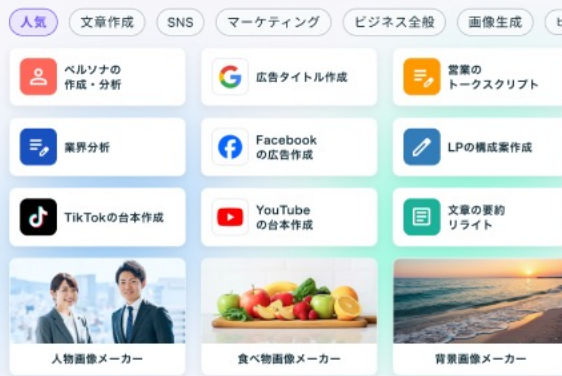 人気
文章作成
SNS
マーケティング
ビジネス全般
画像生成
ペルソナの
作成・分析
広告タイトル作成
営業の
トークスクリプト
業界分析
Facebook
の広告作成
LPの構成案作成
TikTokの台本作成
YouTube
の台本作成
文章の要約
リライト
人物画像メーカー
食べ物画像メーカー
背景画像メーカー